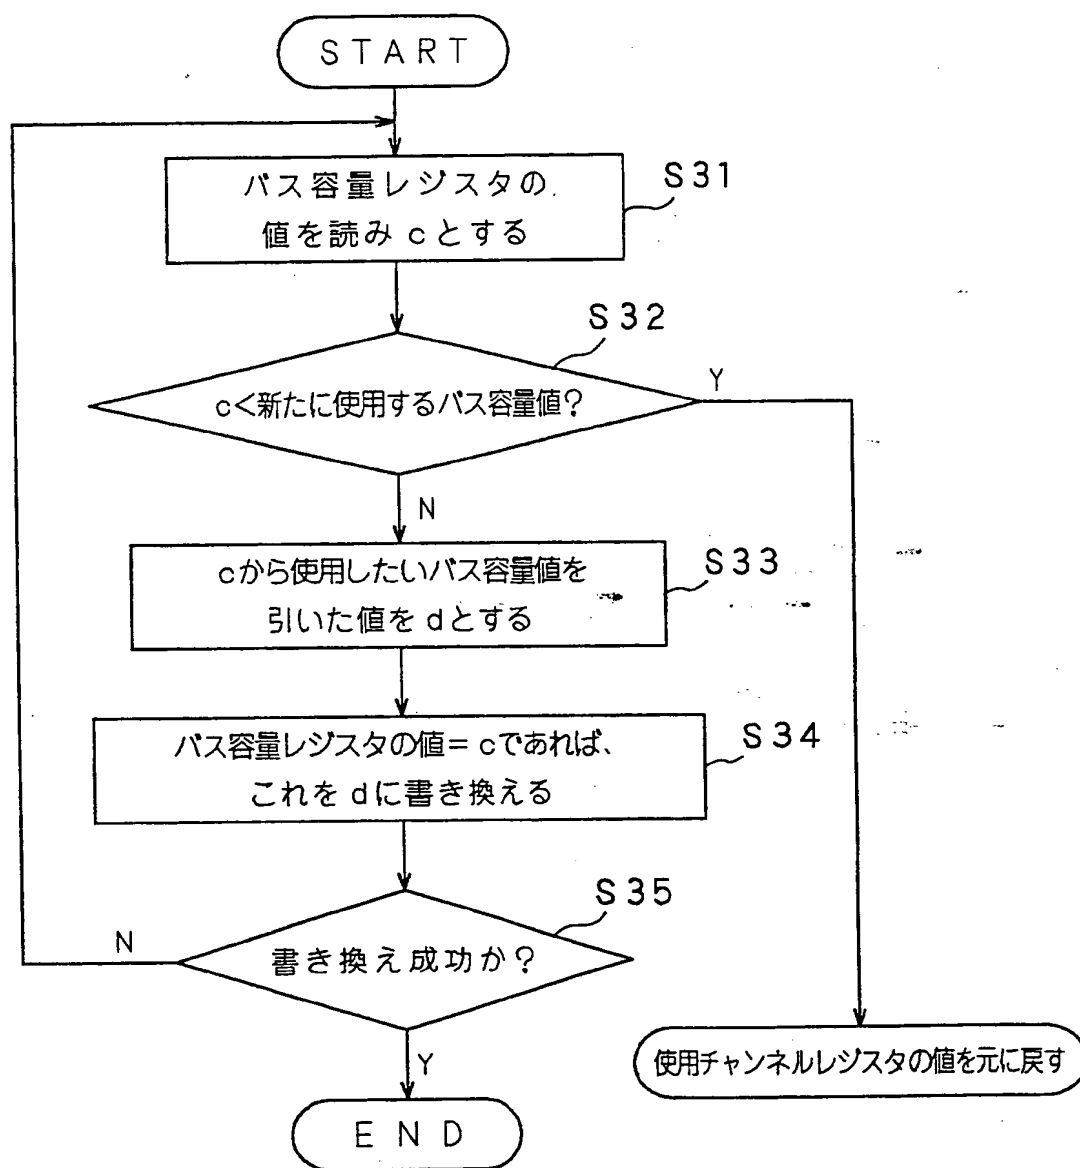 START
バス容量レジスタの
値を読み cとする
S31
S32
c<新たに使用するバス容量値?
Y
N
cから使用したいバス容量値を
引いた値を dとする
S33
バス容量レジスタの値=cであれば、
これを dに書き換える
S34
S35
書き換え成功か?
N
Y
使用チャンネルレジスタの値を元に戻す
END